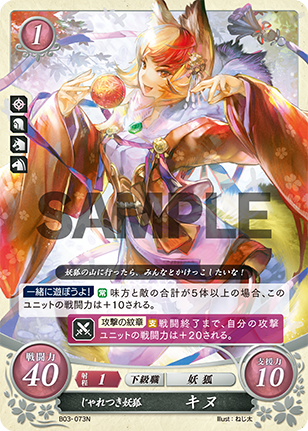 1
SAMPLE
妖狐の山に行ったら、みんなとかけっこしたいな！
一緒に遊ぼうよ！ 常 味方と敵の合計が5体以上の場合、この
ユニットの戦闘力は+10される。
攻撃の紋章 支 戦闘終了まで、自分の攻撃
ユニットの戦闘力は+20される。
戦闘力
40
射程 1 下級職 妖狐
支援力
10
じゃれつき妖狐 キヌ
B03-073N
Illust:ねじ太